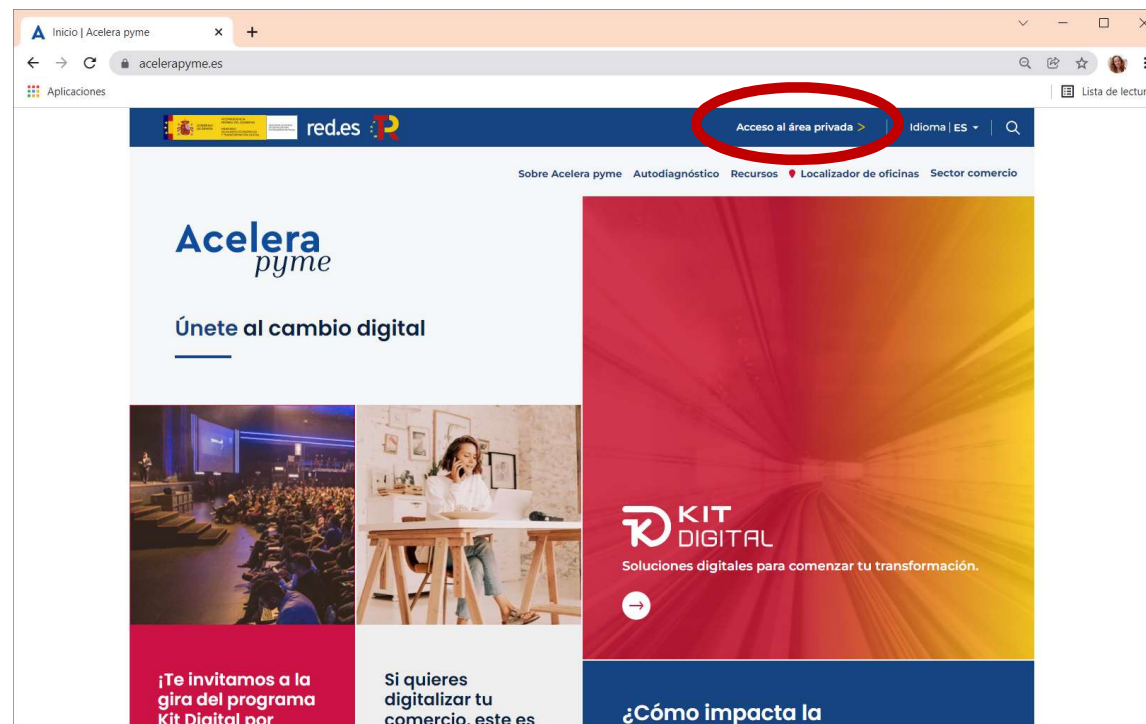 Inicio | Acelera pyme
acelerapyme.es
Aplicaciones
Lista de lectur
red.es
Acceso al área privada >
Idioma | ES
Sobre Acelera pyme Autodiagnóstico Recursos Localizador de oficinas Sector comercio
Acelera
pyme
Únete al cambio digital
KIT
DIGITAL
Soluciones digitales para comenzar tu transformación.
¡Te invitamos a la
gira del programa
Kit Digital por
Si quieres
digitalizar tu
comercio, este es
¿Cómo impacta la